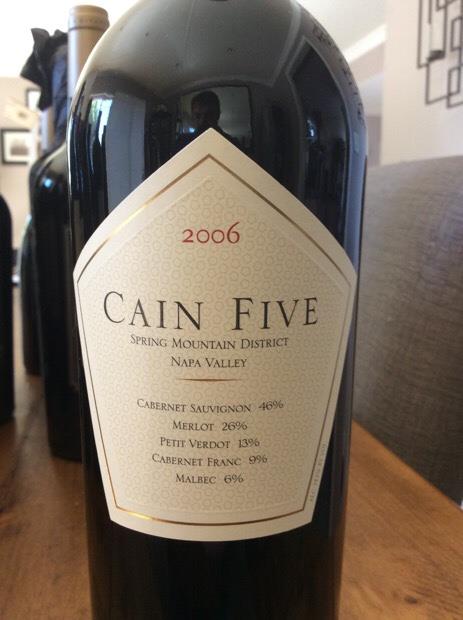 2006
CAIN FIVE
SPRING MOUNTAIN DISTRICT
NAPA VALLEY
CABERNET SAUVIGNON 46%
MERLOT 26%
PETIT VERDOT 13%
CABERNET FRANC 9%
MALBEC 6%